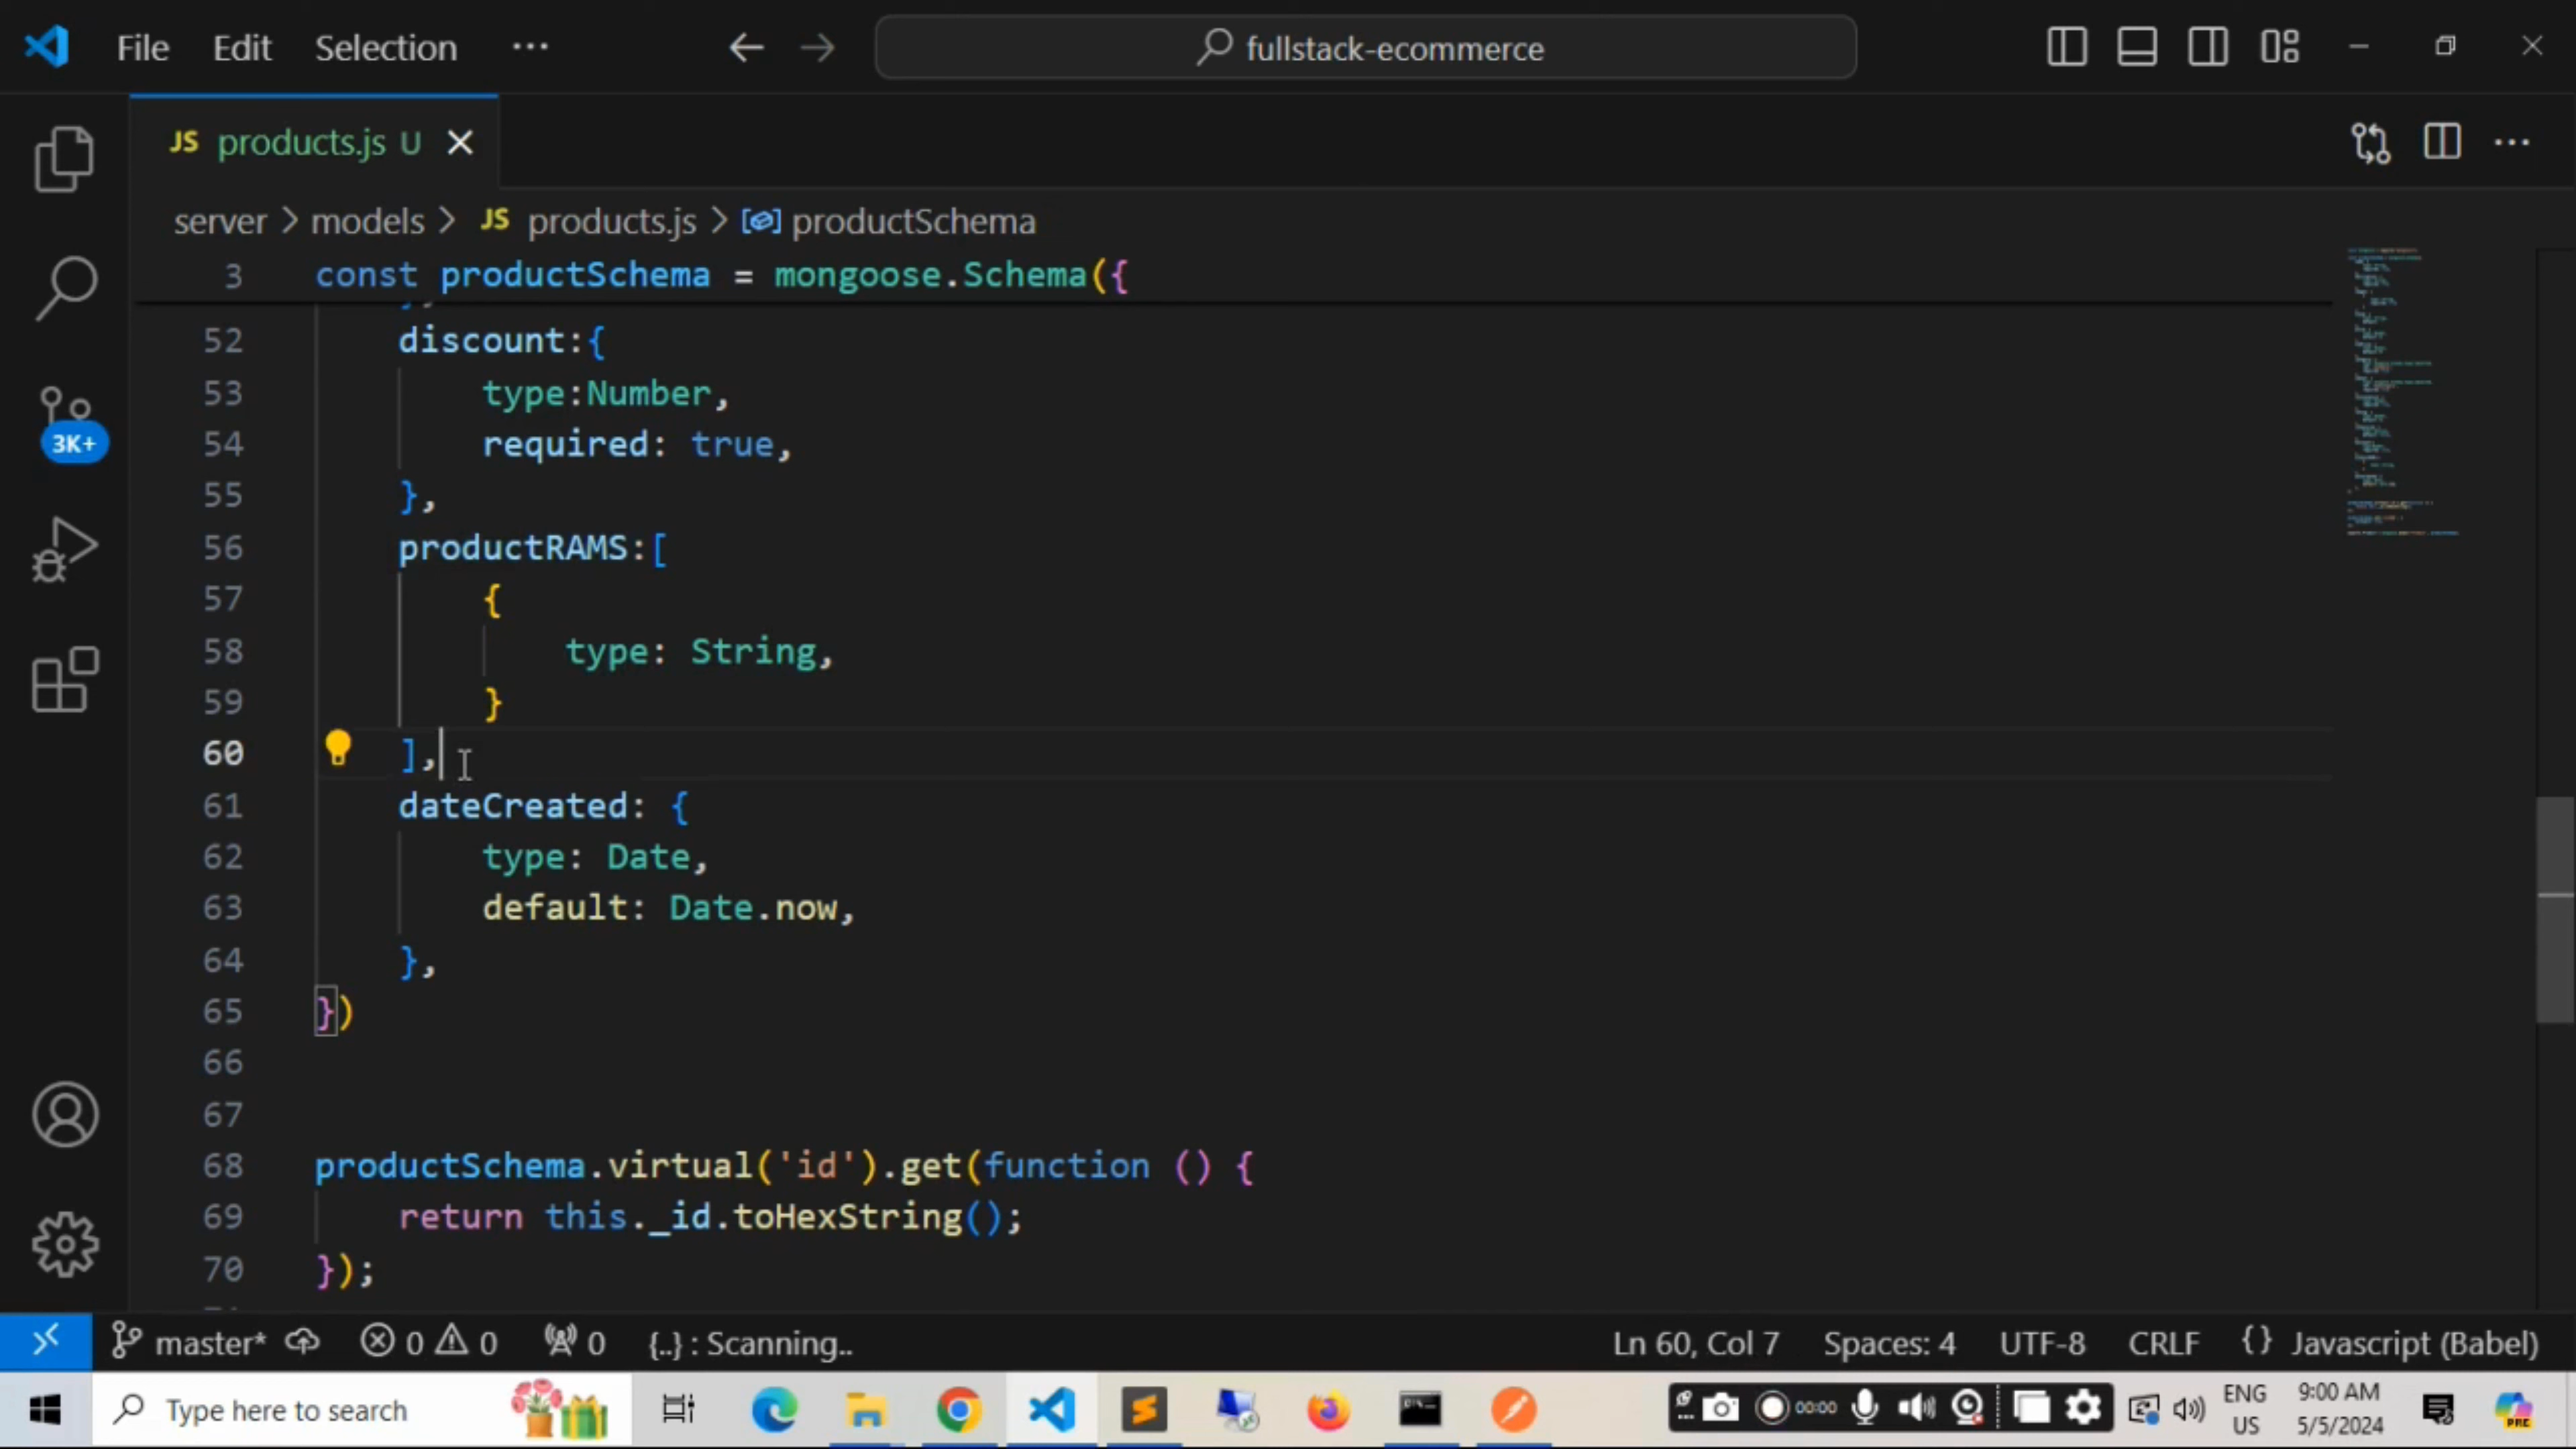 File Edit Selection ··· fullstack-ecommerce
JS products.js U
server > models > JS products.js > productSchema
3 const productSchema = mongoose.Schema({
52 discount:{
53 type:Number,
54 required: true,
55 },
56 productRAMS:[
57 {
58 type: String,
59 }
60 ],
61 dateCreated: {
62 type: Date,
63 default: Date.now,
64 },
65 })
66
67
68 productSchema.virtual('id').get(function () {
69 return this._id.toHexString();
70 });
3K+
master* 0 0 0 {..} : Scanning.. Ln 60, Col 7 Spaces: 4 UTF-8 CRLF {} Javascript (Babel)
Type here to search 00:00 ENG 9:00 AM
US 5/5/2024
PRE